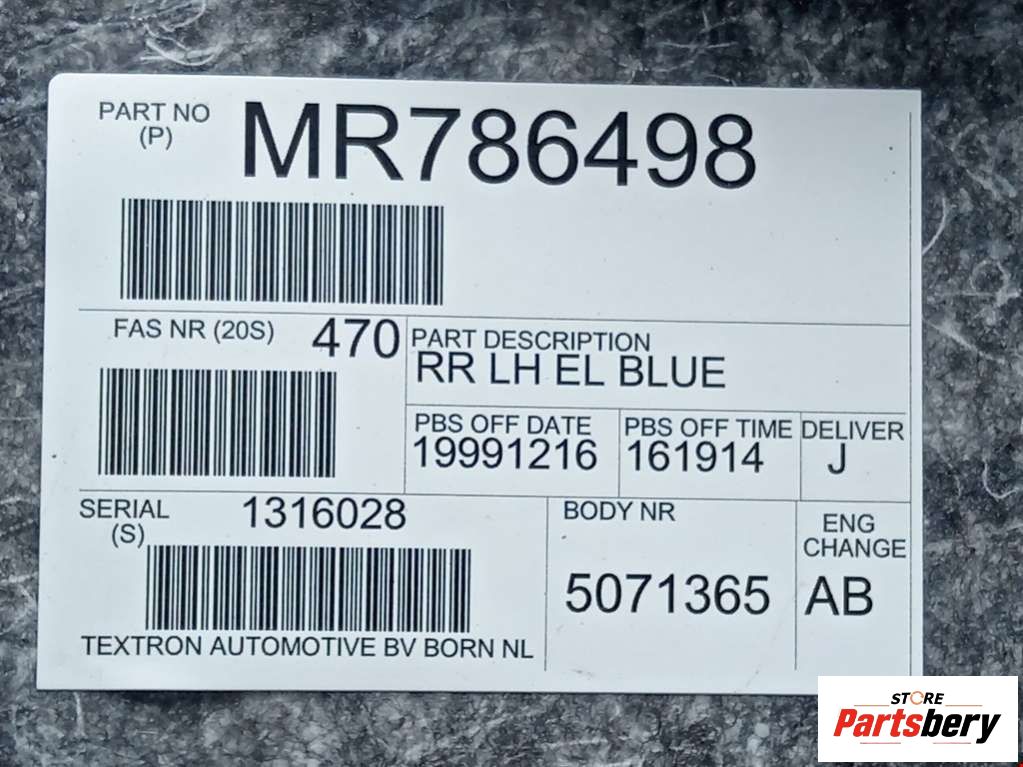 PART NO
(P)
MR786498
FAS NR (20S)
470
PART DESCRIPTION
RR LH EL BLUE
PBS OFF DATE
19991216
PBS OFF TIME
161914
DELIVER
J
SERIAL
(S)
1316028
BODY NR
5071365
ENG
CHANGE
AB
TEXTRON AUTOMOTIVE BV BORN NL
STORE
Partsbery